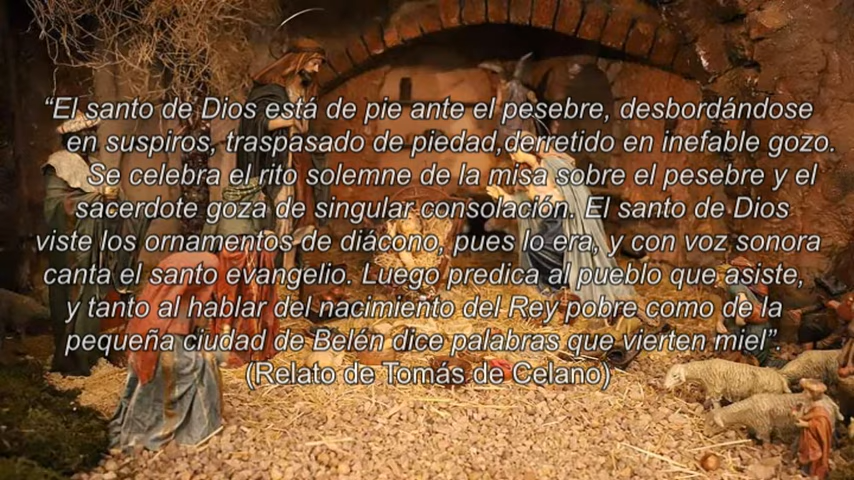 “El santo de Dios está de pie ante el pesebre, desbordándose
en suspiros, traspasado de piedad,derretido en inefable gozo.
Se celebra el rito solemne de la misa sobre el pesebre y el
sacerdote goza de singular consolación. El santo de Dios
viste los ornamentos de diácono, pues lo era, y con voz sonora
canta el santo evangelio. Luego predica al pueblo que asiste,
y tanto al hablar del nacimiento del Rey pobre como de la
pequeña ciudad de Belén dice palabras que vierten miel”.
(Relato de Tomás de Celano)